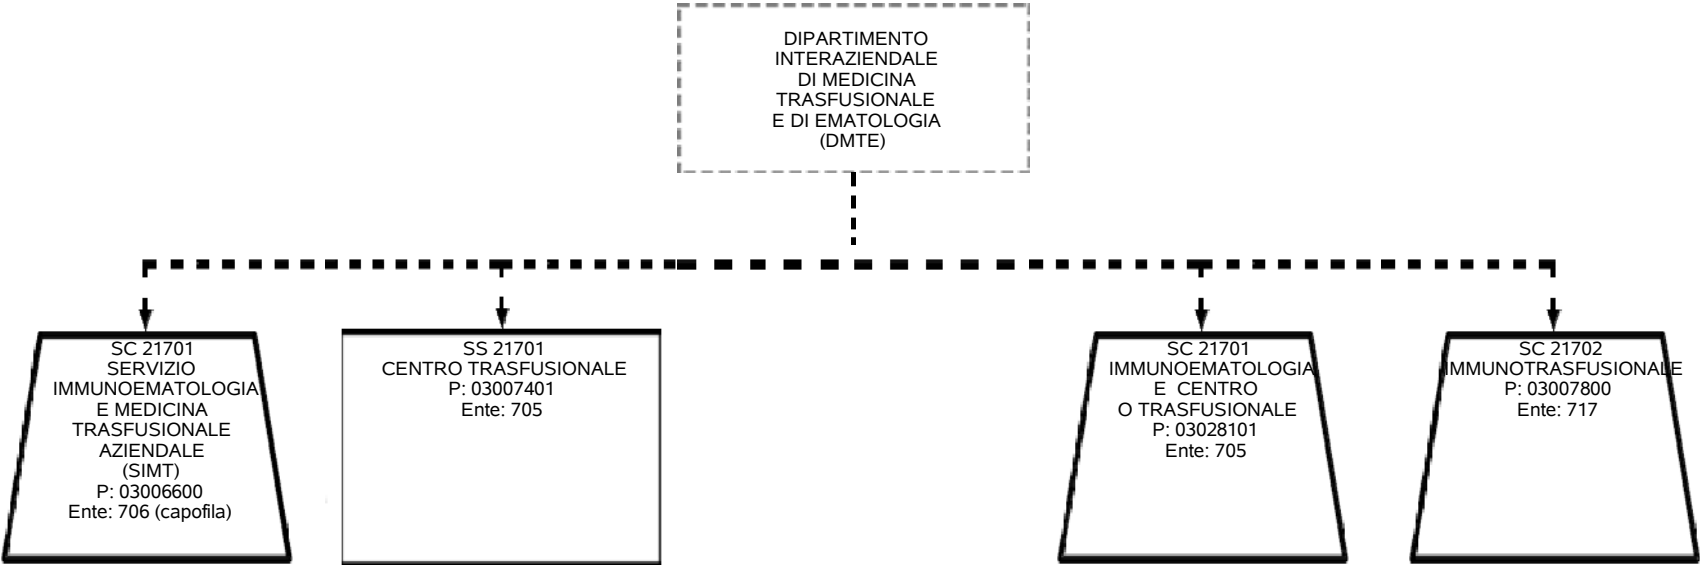 DIPARTIMENTO
INTERAZIENDALE
DI MEDICINA
TRASFUSIONALE
E DI EMATOLOGIA
(DMTE)
SC 21701
SERVIZIO
IMMUNOEMATOLOGIA
E MEDICINA
TRASFUSIONALE
AZIENDALE
(SIMT)
P: 03006600
Ente: 706 (capofila)
SS 21701
CENTRO TRASFUSIONALE
P: 03007401
Ente: 705
SC 21701
IMMUNOEMATOLOGIA
E CENTRO
O TRASFUSIONALE
P: 03028101
Ente: 705
SC 21702
IMMUNOTRASFUSIONALE
P: 03007800
Ente: 717